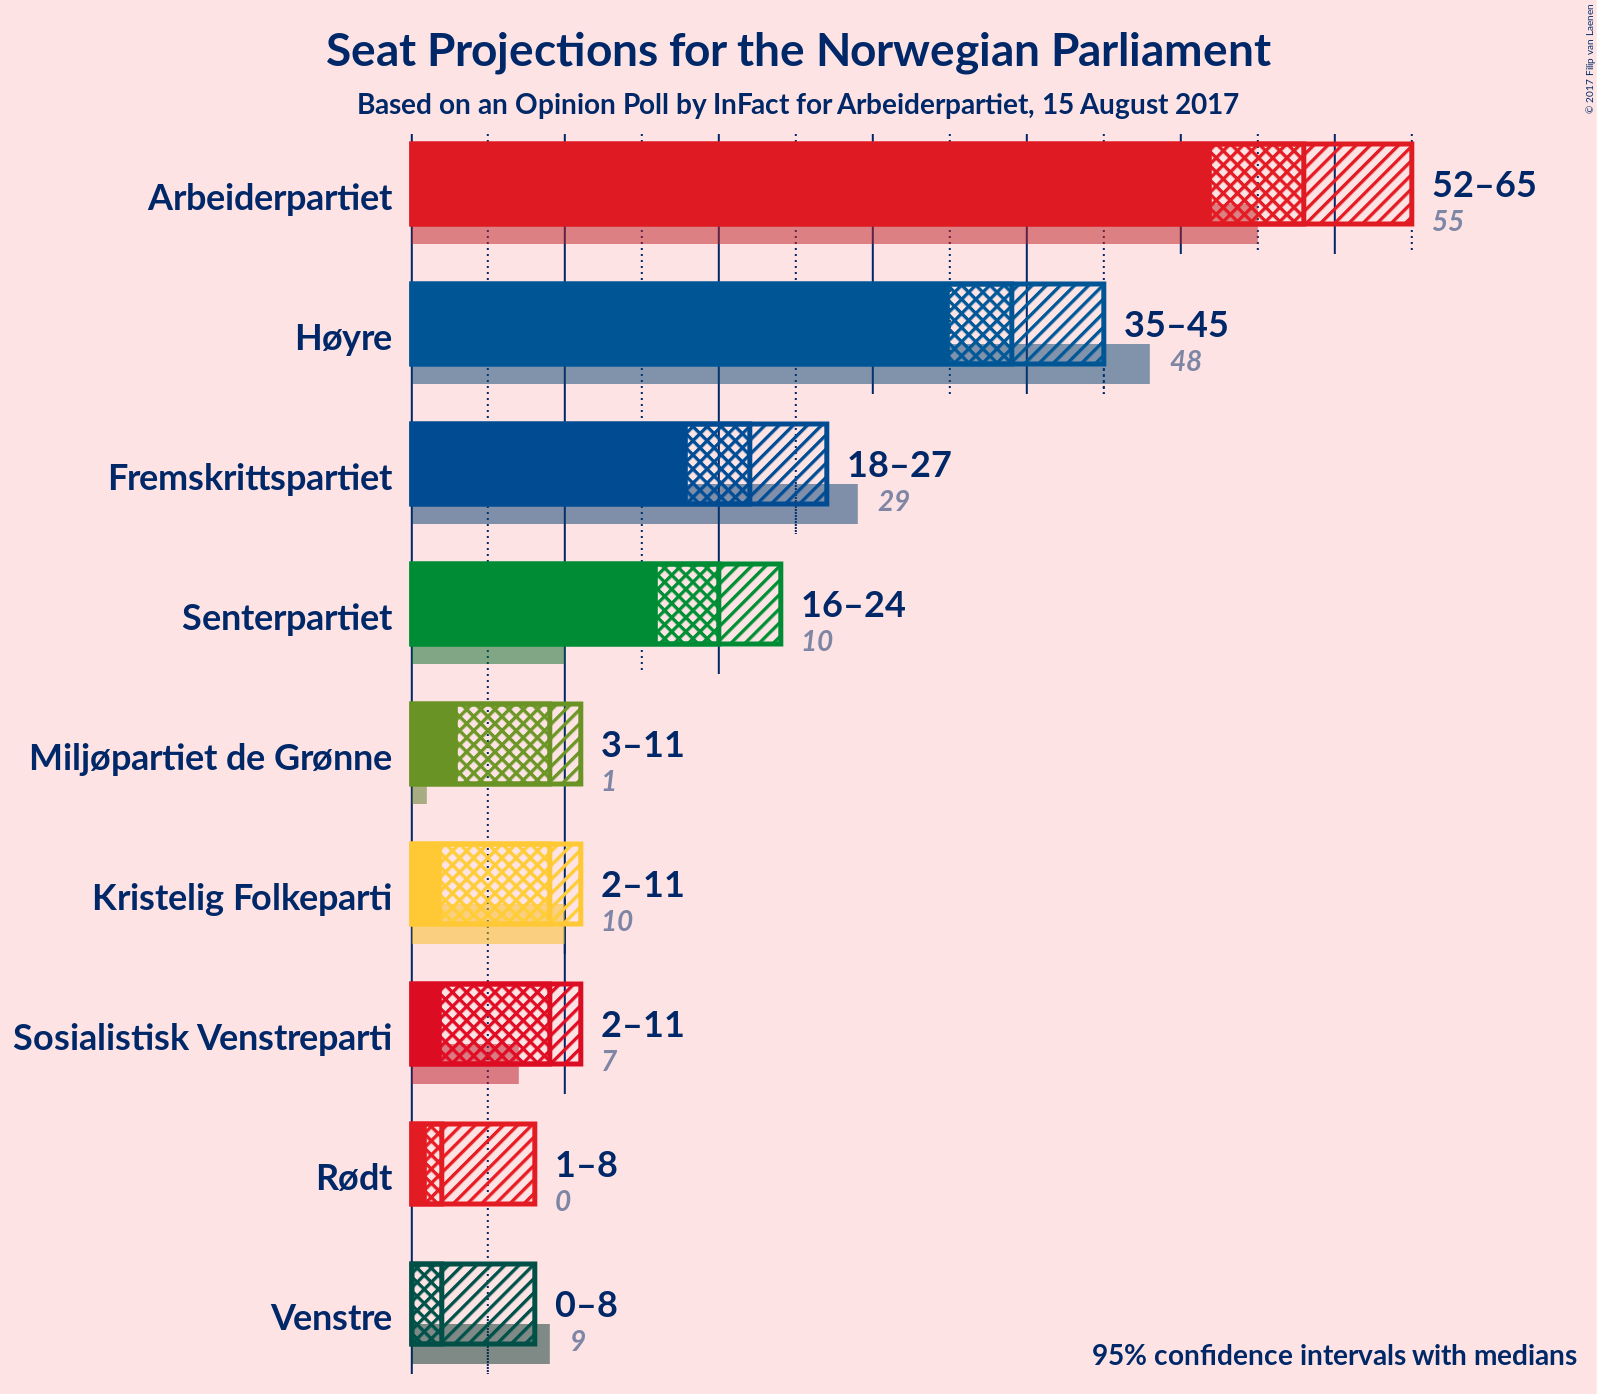 Seat Projections for the Norwegian Parliament
Based on an Opinion Poll by InFact for Arbeiderpartiet, 15 August 2017
© 2017 Filip van Laenen
Arbeiderpartiet
52–65
55
Høyre
35–45
48
Fremskrittspartiet
18–27
29
Senterpartiet
16–24
10
Miljøpartiet de Grønne
3–11
1
Kristelig Folkeparti
2–11
10
Sosialistisk Venstreparti
2–11
7
Rødt
1–8
0
Venstre
0–8
9
95% confidence intervals with medians